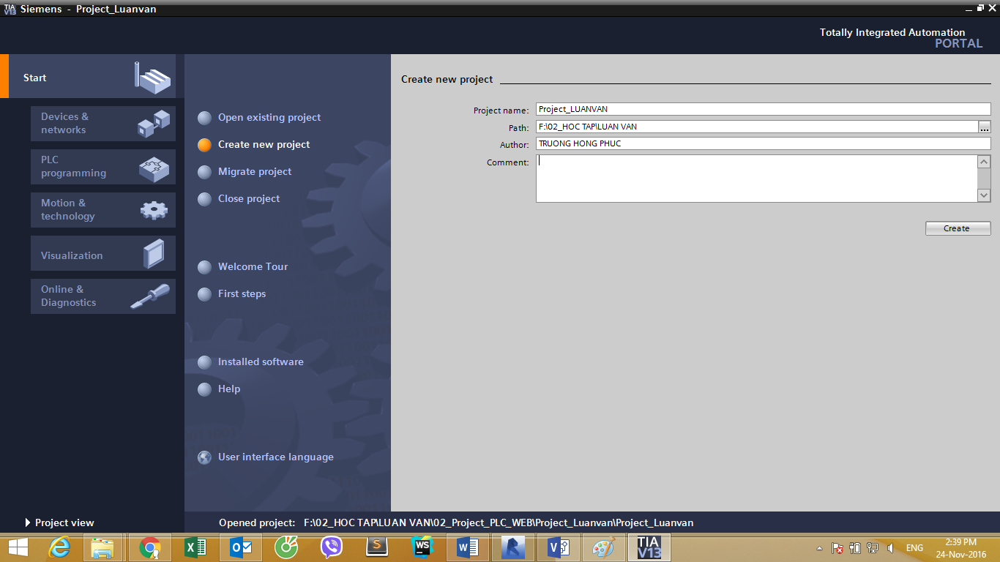 TIA
V13
Siemens - Project_Luanvan
Totally Integrated Automation
PORTAL
Start
Devices &
networks
PLC
programming
Motion &
technology
Visualization
Online &
Diagnostics
Open existing project
Create new project
Migrate project
Close project
Welcome Tour
First steps
Installed software
Help
User interface language
Create new project
Project name: Project_LUANVAN
Path: F:\02_HOC TAP\LUAN VAN ...
Author: TRUONG HONG PHUC
Comment:
Create
Project view
Opened project: F:\02_HOC TAP\LUAN VAN\02_Project_PLC_WEB\Project_Luanvan\Project_Luanvan
TIA
V13
ENG
2:39 PM
24-Nov-2016